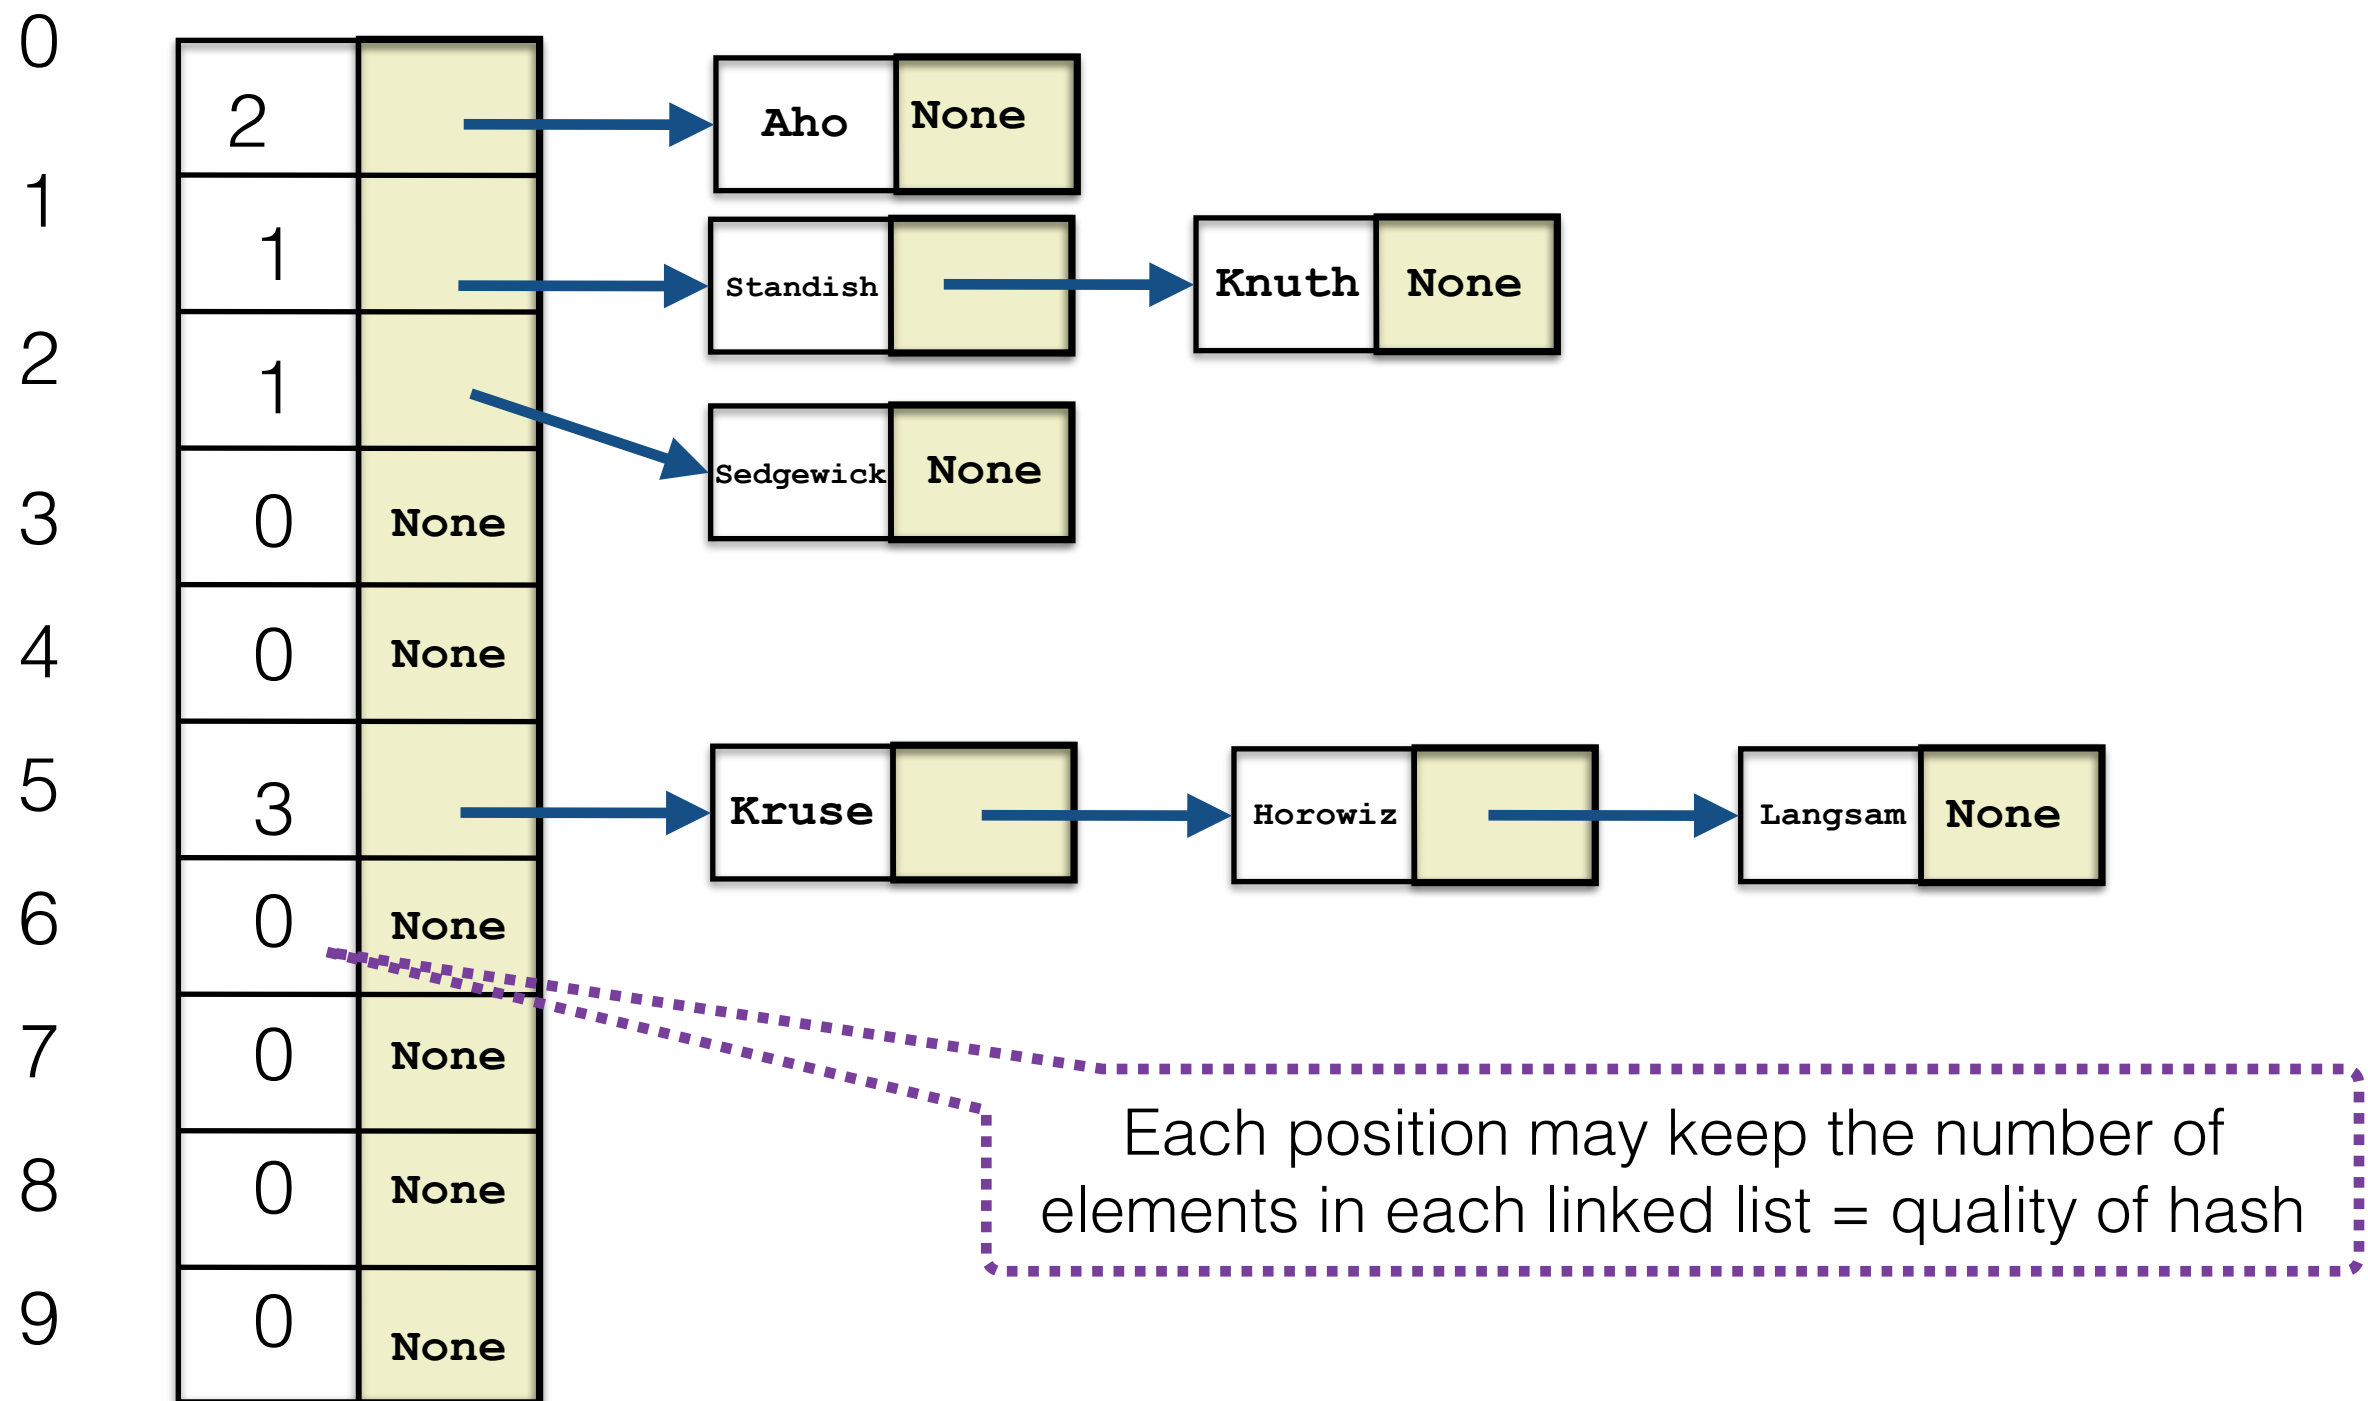 0
2 Aho None
1
1 Standish Knuth None
2
1 Sedgewick None
3 0 None
4 0 None
5 3 Kruse Horowiz Langsam None
6 0 None
7 0 None
Each position may keep the number of
8 0 None
elements in each linked list = quality of hash
9 0 None